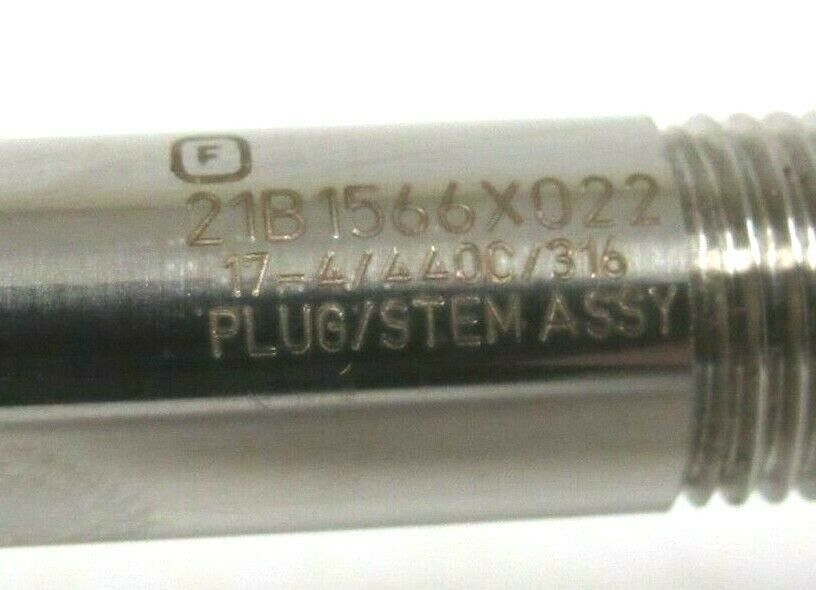 F
21B1566X022
17-4/440C/316
PLUG/STEM ASSY